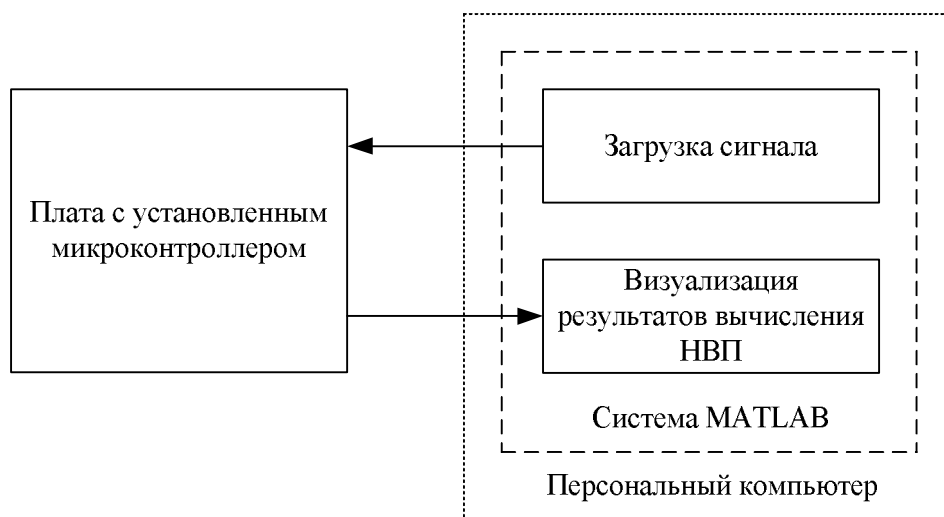 Плата с установленным
микроконтроллером
Загрузка сигнала
Визуализация
результатов вычисления
НВП
Система MATLAB
Персональный компьютер